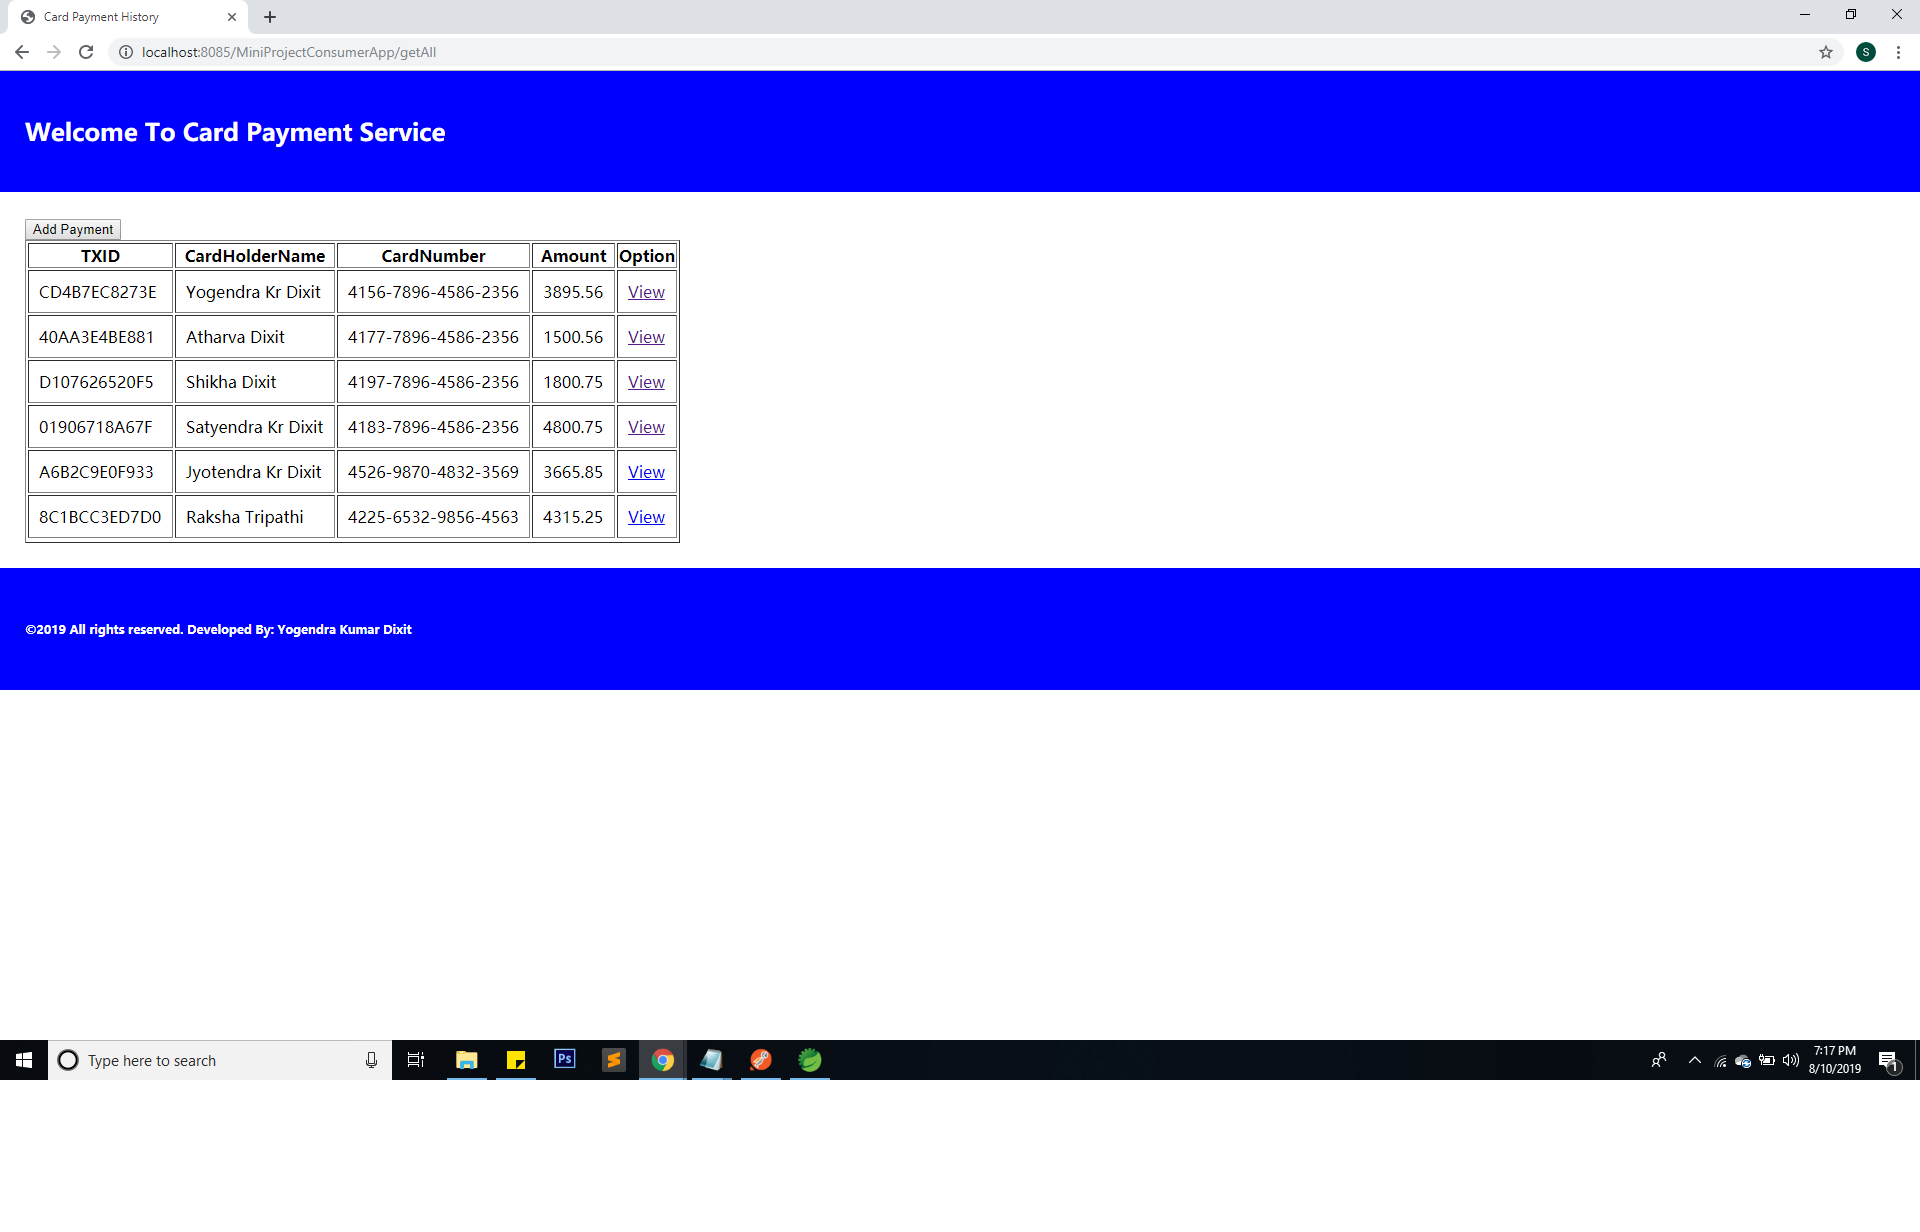 Card Payment History
localhost:8085/MiniProjectConsumerApp/getAll
S
Welcome To Card Payment Service
Add Payment
TXID CardHolderName CardNumber Amount Option
CD4B7EC8273E Yogendra Kr Dixit 4156-7896-4586-2356 3895.56 View
40AA3E4BE881 Atharva Dixit 4177-7896-4586-2356 1500.56 View
D107626520F5 Shikha Dixit 4197-7896-4586-2356 1800.75 View
01906718A67F Satyendra Kr Dixit 4183-7896-4586-2356 4800.75 View
A6B2C9E0F933 Jyotendra Kr Dixit 4526-9870-4832-3569 3665.85 View
8C1BCC3ED7D0 Raksha Tripathi 4225-6532-9856-4563 4315.25 View
©2019 All rights reserved. Developed By: Yogendra Kumar Dixit
Type here to search
Ps
7:17 PM
8/10/2019
1